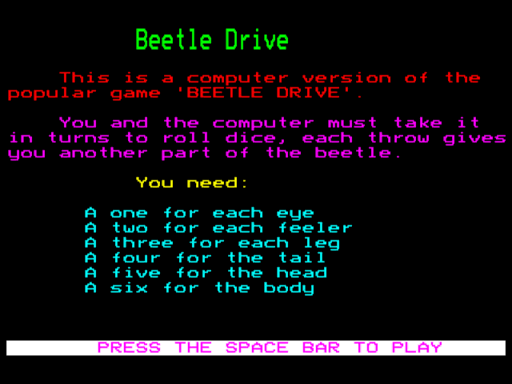 Beetle Drive
This is a computer version of the
popular game 'BEETLE DRIVE'.
You and the computer must take it
in turns to roll dice, each throw gives
you another part of the beetle.
You need:
A one for each eye
A two for each feeler
A three for each leg
A four for the tail
A five for the head
A six for the body
PRESS THE SPACE BAR TO PLAY